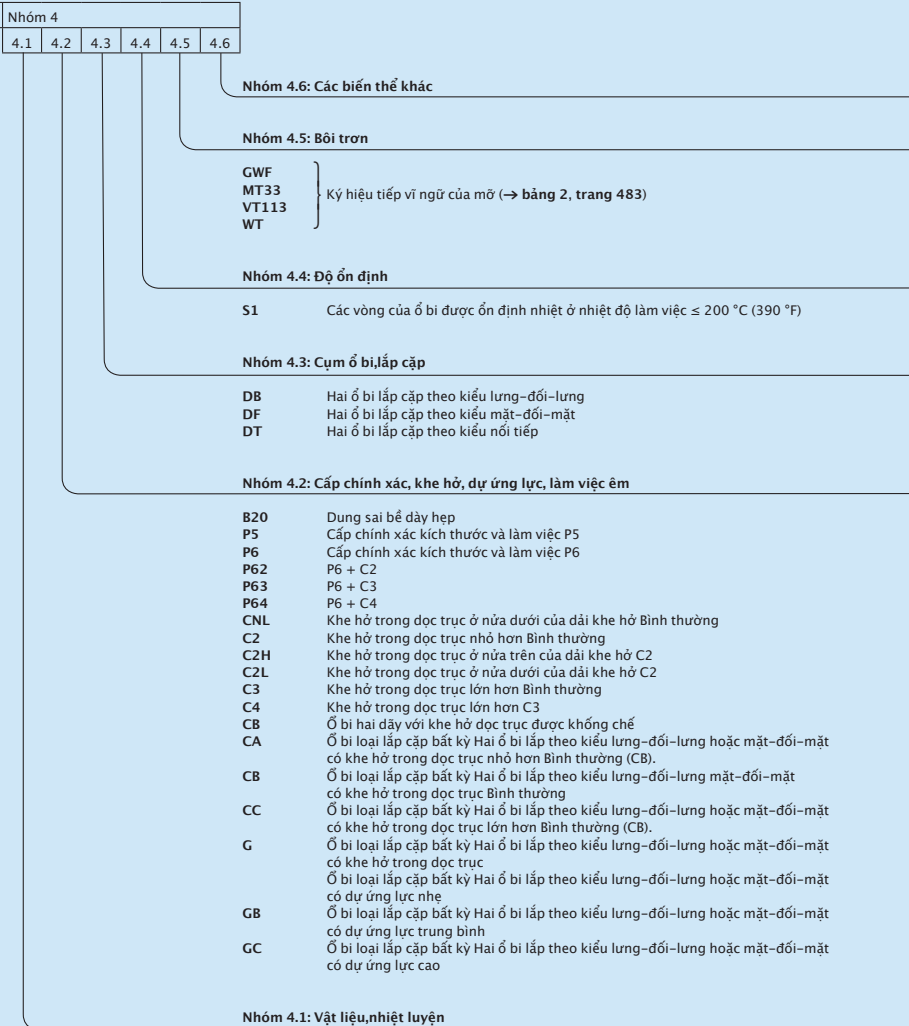 Nhóm 4
4.1 4.2 4.3 4.4 4.5 4.6
Nhóm 4.6: Các biến thể khác
Nhóm 4.5: Bôi trơn
GWF
MT33
VT113
WT
Ký hiệu tiếp vĩ ngữ của mỡ (→ bảng 2, trang 483)
Nhóm 4.4: Độ ổn định
S1 Các vòng của ổ bi được ổn định nhiệt ở nhiệt độ làm việc ≤ 200 °C (390 °F)
Nhóm 4.3: Cụm ổ bi,lắp cặp
DB Hai ổ bi lắp cặp theo kiểu lưng–đối–lưng
DF Hai ổ bi lắp cặp theo kiểu mặt–đối–mặt
DT Hai ổ bi lắp cặp theo kiểu nối tiếp
Nhóm 4.2: Cấp chính xác, khe hở, dự ứng lực, làm việc êm
B20 Dung sai bề dày hẹp
P5 Cấp chính xác kích thước và làm việc P5
P6 Cấp chính xác kích thước và làm việc P6
P62 P6 + C2
P63 P6 + C3
P64 P6 + C4
CNL Khe hở trong dọc trục ở nửa dưới của dải khe hở Bình thường
C2 Khe hở trong dọc trục nhỏ hơn Bình thường
C2H Khe hở trong dọc trục ở nửa trên của dải khe hở C2
C2L Khe hở trong dọc trục ở nửa dưới của dải khe hở C2
C3 Khe hở trong dọc trục lớn hơn Bình thường
C4 Khe hở trong dọc trục lớn hơn C3
CB Ổ bi hai dãy với khe hở dọc trục được khống chế
CA Ổ bi loại lắp cặp bất kỳ Hai ổ bi lắp theo kiểu lưng–đối–lưng hoặc mặt–đối–mặt
có khe hở trong dọc trục nhỏ hơn Bình thường (CB).
CB Ổ bi loại lắp cặp bất kỳ Hai ổ bi lắp theo kiểu lưng–đối–lưng mặt–đối–mặt
có khe hở trong dọc trục Bình thường
CC Ổ bi loại lắp cặp bất kỳ Hai ổ bi lắp theo kiểu lưng–đối–lưng hoặc mặt–đối–mặt
có khe hở trong dọc trục lớn hơn Bình thường (CB).
G Ổ bi loại lắp cặp bất kỳ Hai ổ bi lắp theo kiểu lưng–đối–lưng hoặc mặt–đối–mặt
có khe hở trong dọc trục
Ổ bi loại lắp cặp bất kỳ Hai ổ bi lắp theo kiểu lưng–đối–lưng hoặc mặt–đối–mặt
có dự ứng lực nhẹ
GB Ổ bi loại lắp cặp bất kỳ Hai ổ bi lắp theo kiểu lưng–đối–lưng hoặc mặt–đối–mặt
có dự ứng lực trung bình
GC Ổ bi loại lắp cặp bất kỳ Hai ổ bi lắp theo kiểu lưng–đối–lưng hoặc mặt–đối–mặt
có dự ứng lực cao
Nhóm 4.1: Vật liệu,nhiệt luyện